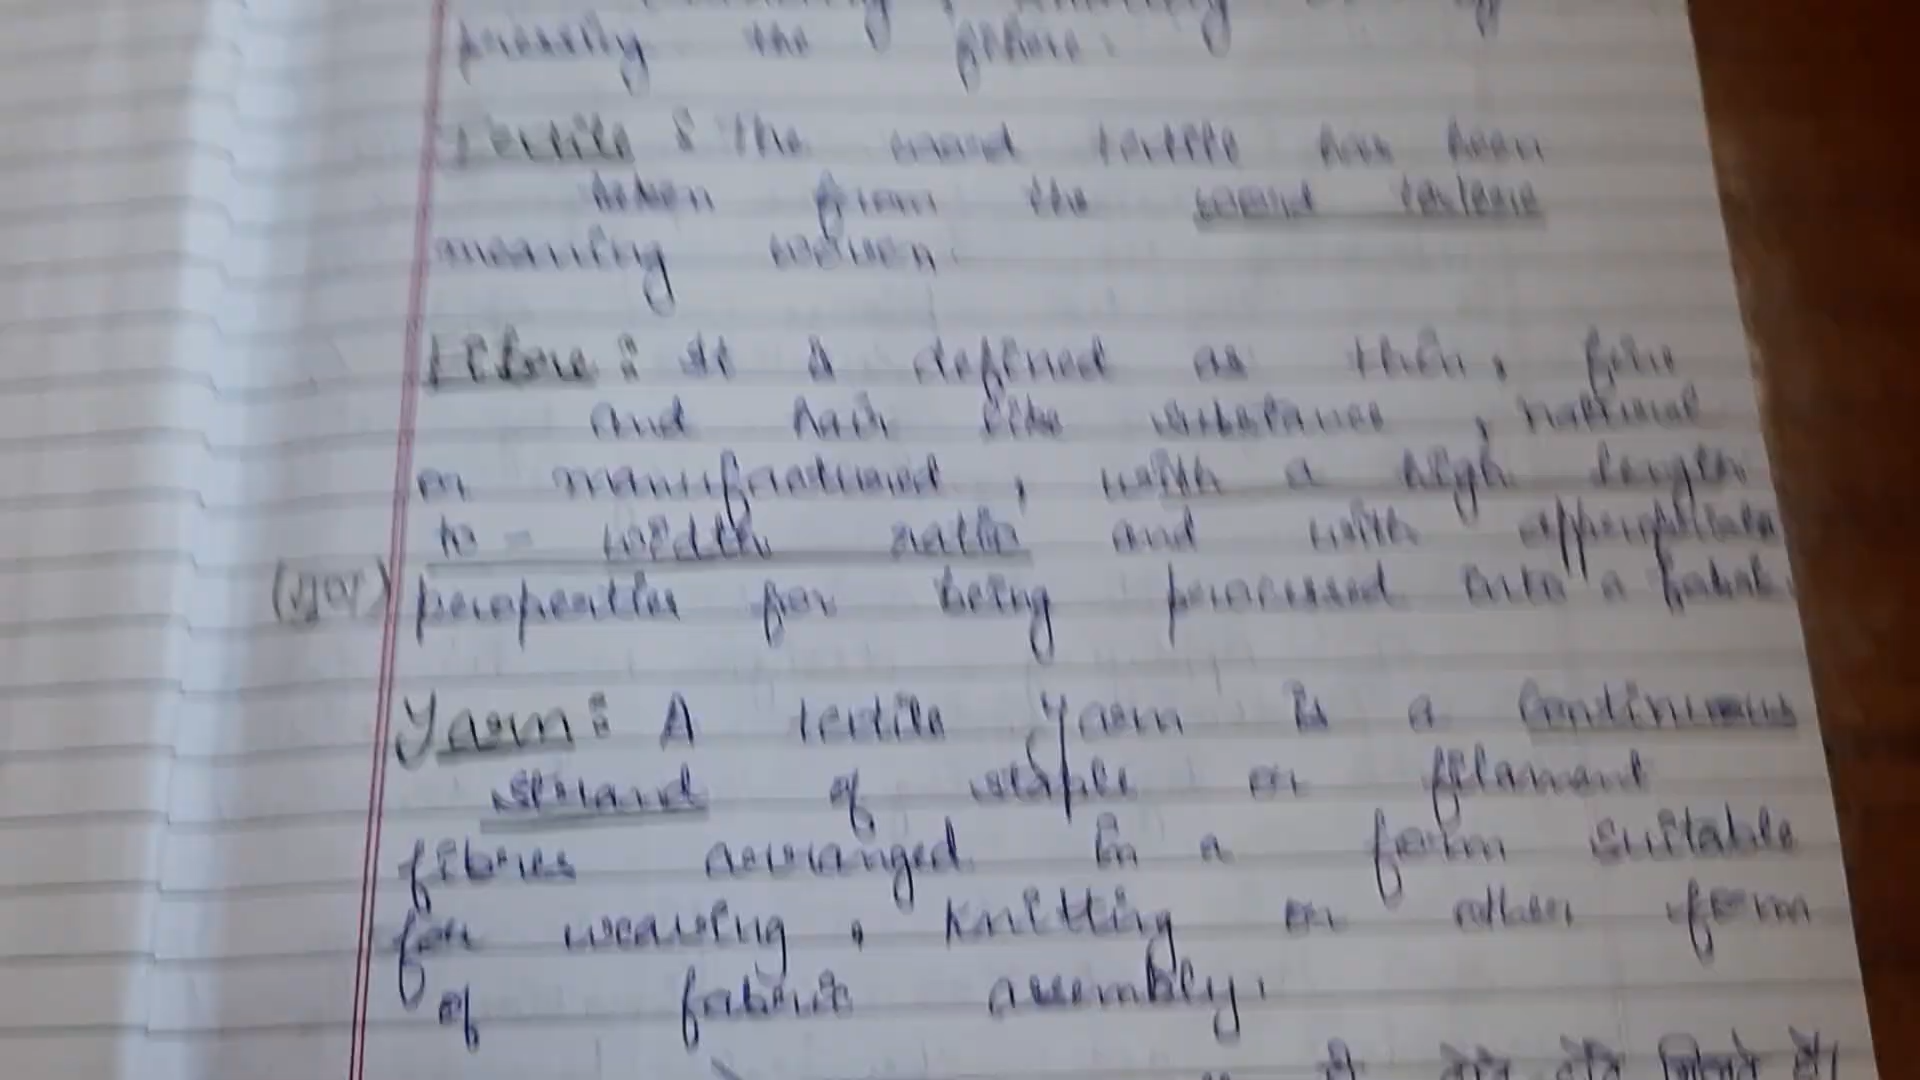 the fibre.
Textile : The word textile has been
taken from the word texlere
meaning woven.
Fibre : It is defined as thin, fine
and hair like substance, natural
or manufactured, with a high length
to - width ratio and with appropriate
properties for being processed into a fabric.
Yarn : A textile yarn is a continuous
strand of staple or filament
fibres arranged in a form suitable
for weaving, knitting or other form
of fabric assembly.